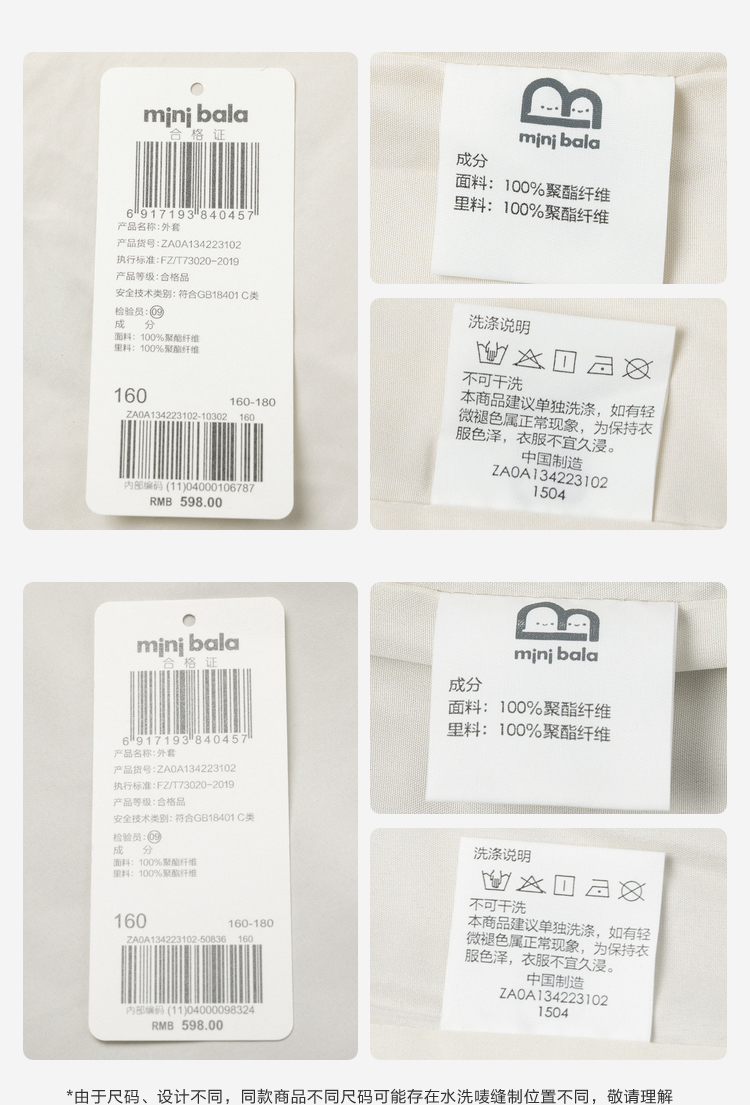 mini bala
合格证
6 917193 840457
产品名称:外套
产品货号:ZA0A134223102
执行标准:FZ/T73020-2019
产品等级:合格品
安全技术类别:符合GB18401 C类
检验员:09
成 分
面料: 100%聚酯纤维
里料: 100%聚酯纤维
160 160-180
ZA0A134223102-10302 160
内部编码 (11)04000106787
RMB 598.00
mini bala
成分
面料: 100%聚酯纤维
里料: 100%聚酯纤维
洗涤说明
不可干洗
本商品建议单独洗涤，如有轻
微褪色属正常现象，为保持衣
服色泽，衣服不宜久浸。
中国制造
ZA0A134223102
1504
mini bala
合格证
6 917193 840457
产品名称:外套
产品货号:ZA0A134223102
执行标准:FZ/T73020-2019
产品等级:合格品
安全技术类别:符合GB18401 C类
检验员:09
成 分
面料: 100%聚酯纤维
里料: 100%聚酯纤维
160 160-180
ZA0A134223102-50836 160
内部编码 (11)04000098324
RMB 598.00
mini bala
成分
面料: 100%聚酯纤维
里料: 100%聚酯纤维
洗涤说明
不可干洗
本商品建议单独洗涤，如有轻
微褪色属正常现象，为保持衣
服色泽，衣服不宜久浸。
中国制造
ZA0A134223102
1504
*由于尺码、设计不同，同款商品不同尺码可能存在水洗唛缝制位置不同，敬请理解